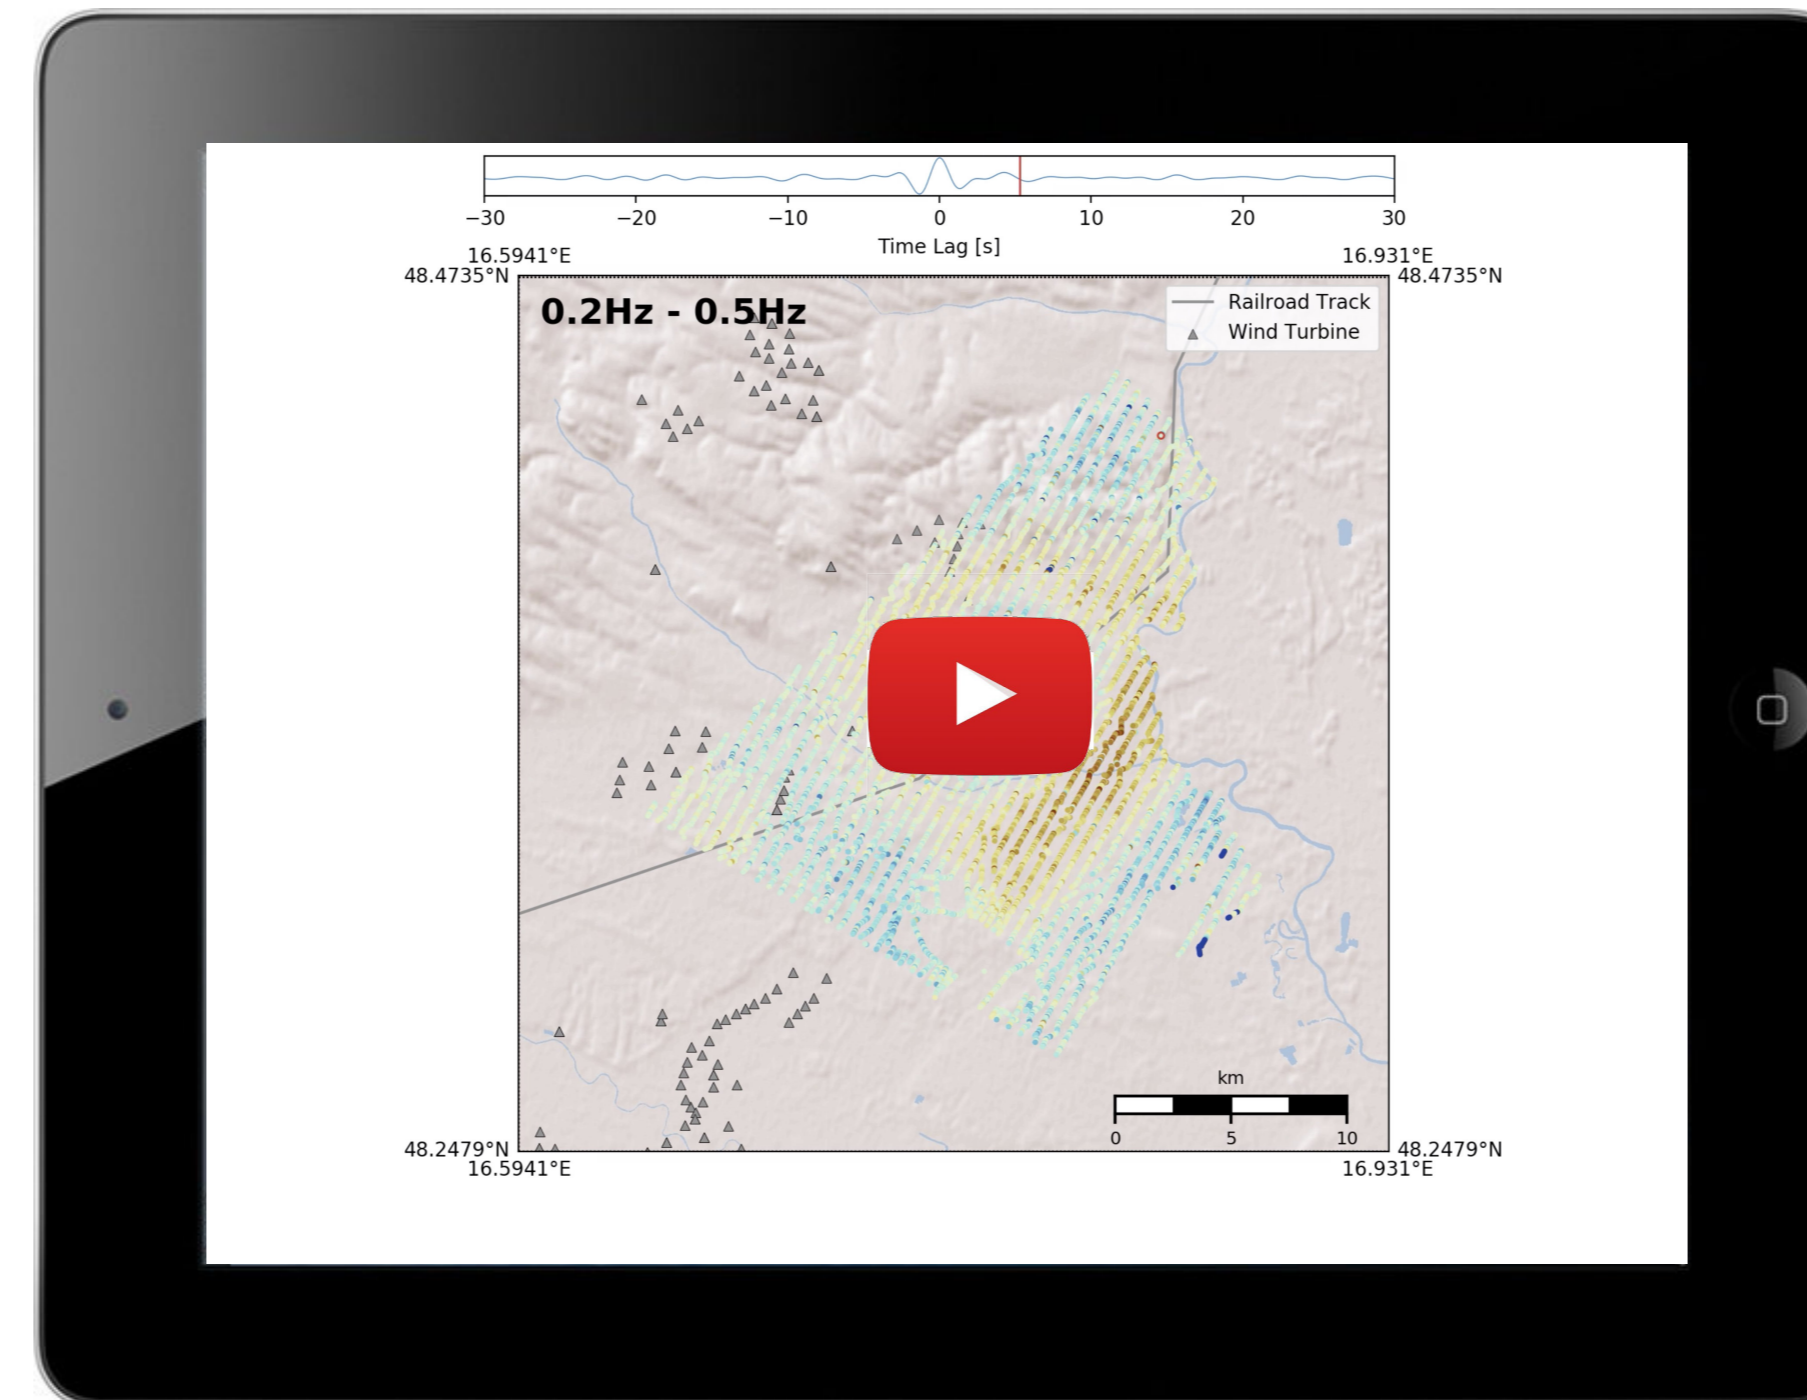 −30 −20 −10 0 10 20 30
Time Lag [s]
16.5941°E 16.931°E
48.4735°N 48.4735°N
0.2Hz - 0.5Hz
Railroad Track
Wind Turbine
km
0 5 10
48.2479°N 48.2479°N
16.5941°E 16.931°E